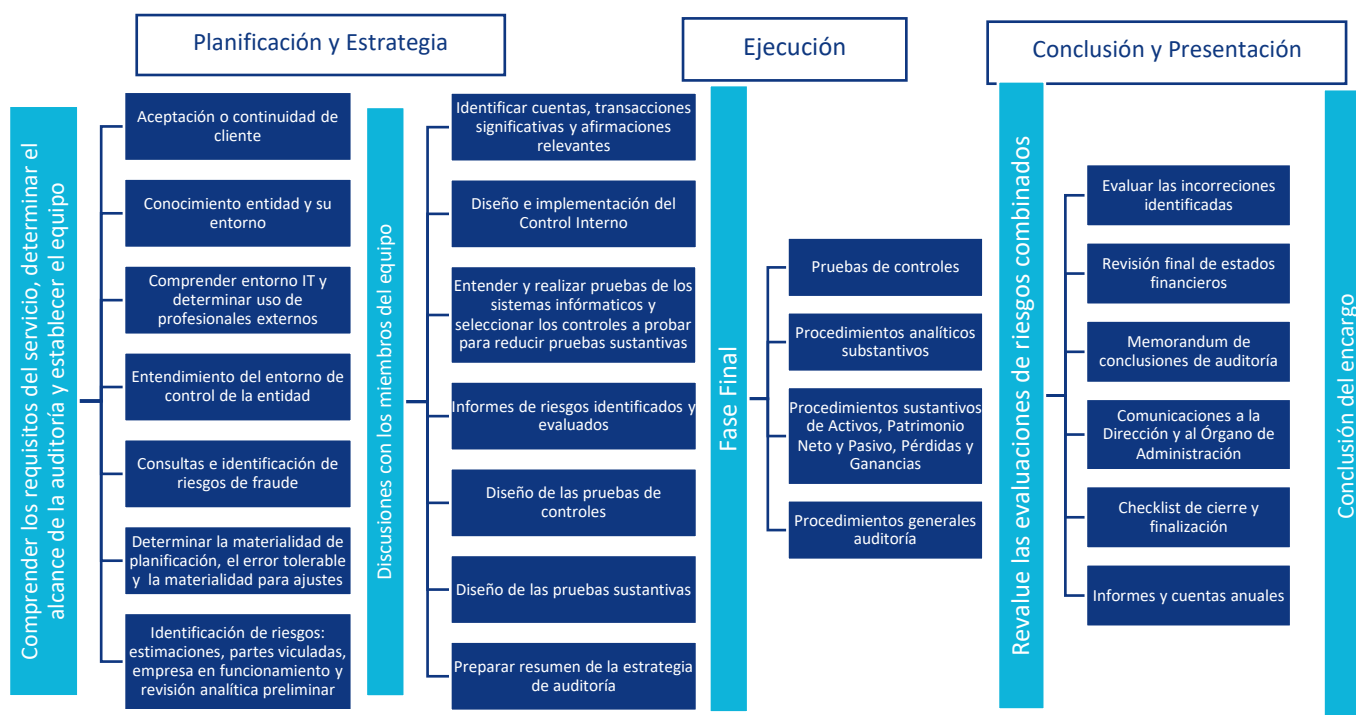 Planificación y Estrategia
Ejecución
Conclusión y Presentación
Comprender los requisitos del servicio, determinar el
alcance de la auditoría y establecer el equipo
Aceptación o continuidad de
cliente
Conocimiento entidad y su
entorno
Comprender entorno IT y
determinar uso de
profesionales externos
Entendimiento del entorno de
control de la entidad
Consultas e identificación de
riesgos de fraude
Determinar la materialidad de
planificación, el error tolerable
y la materialidad para ajustes
Identificación de riesgos:
estimaciones, partes viculadas,
empresa en funcionamiento y
revisión analítica preliminar
Discusiones con los miembros del equipo
Identificar cuentas, transacciones
significativas y afirmaciones
relevantes
Diseño e implementación del
Control Interno
Entender y realizar pruebas de los
sistemas infórmaticos y
seleccionar los controles a probar
para reducir pruebas sustantivas
Informes de riesgos identificados y
evaluados
Diseño de las pruebas de
controles
Diseño de las pruebas sustantivas
Preparar resumen de la estrategia
de auditoría
Fase Final
Pruebas de controles
Procedimientos analíticos
substantivos
Procedimientos sustantivos
de Activos, Patrimonio
Neto y Pasivo, Pérdidas y
Ganancias
Procedimientos generales
auditoría
Revalue las evaluaciones de riesgos combinados
Evaluar las incorreciones
identificadas
Revisión final de estados
financieros
Memorandum de
conclusiones de auditoría
Comunicaciones a la
Dirección y al Órgano de
Administración
Checklist de cierre y
finalización
Informes y cuentas anuales
Conclusión del encargo